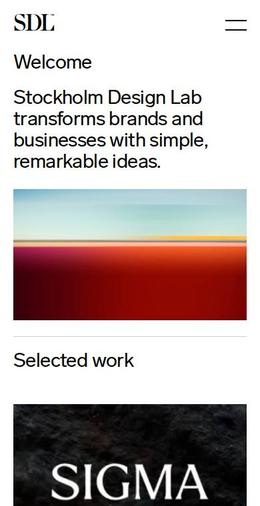 SDL
Welcome
Stockholm Design Lab
transforms brands and
businesses with simple,
remarkable ideas.
Selected work
SIGMA